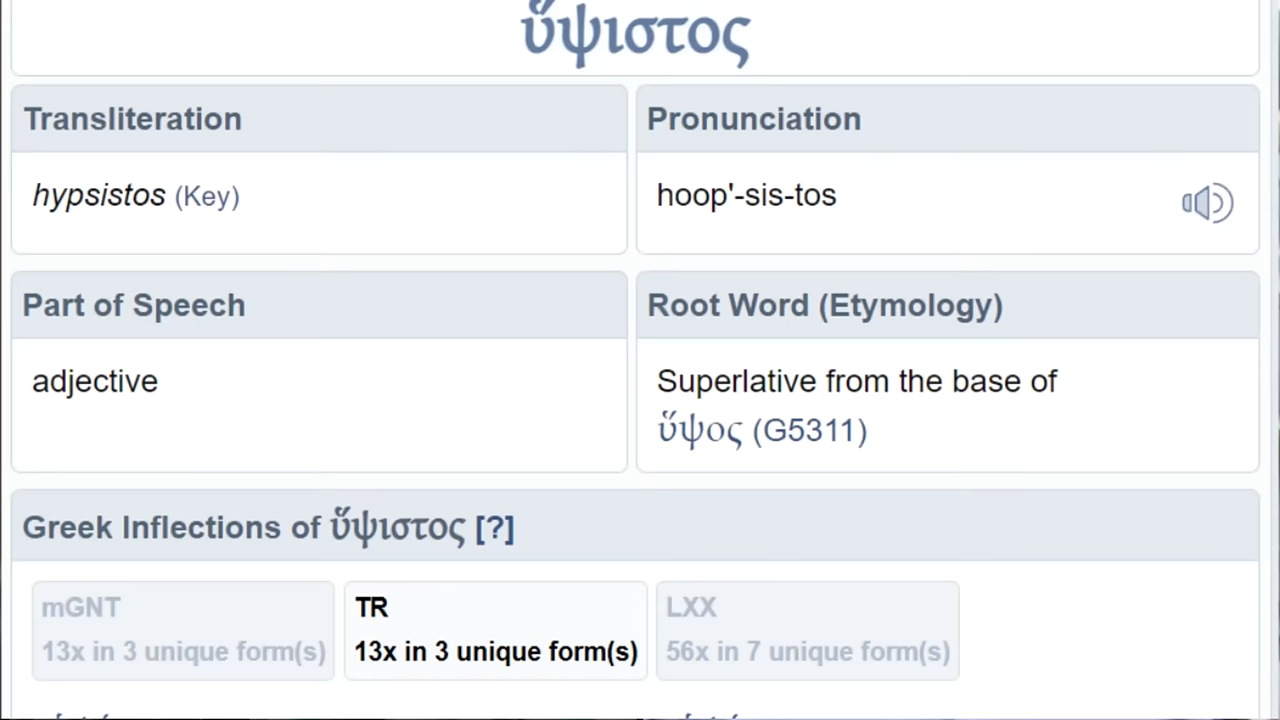 ὕψιστος
Transliteration
Pronunciation
hypsistos (Key)
hoop'-sis-tos
Part of Speech
Root Word (Etymology)
adjective
Superlative from the base of
ὕψος (G5311)
Greek Inflections of ὕψιστος [?]
mGNT
13x in 3 unique form(s)
TR
13x in 3 unique form(s)
LXX
56x in 7 unique form(s)